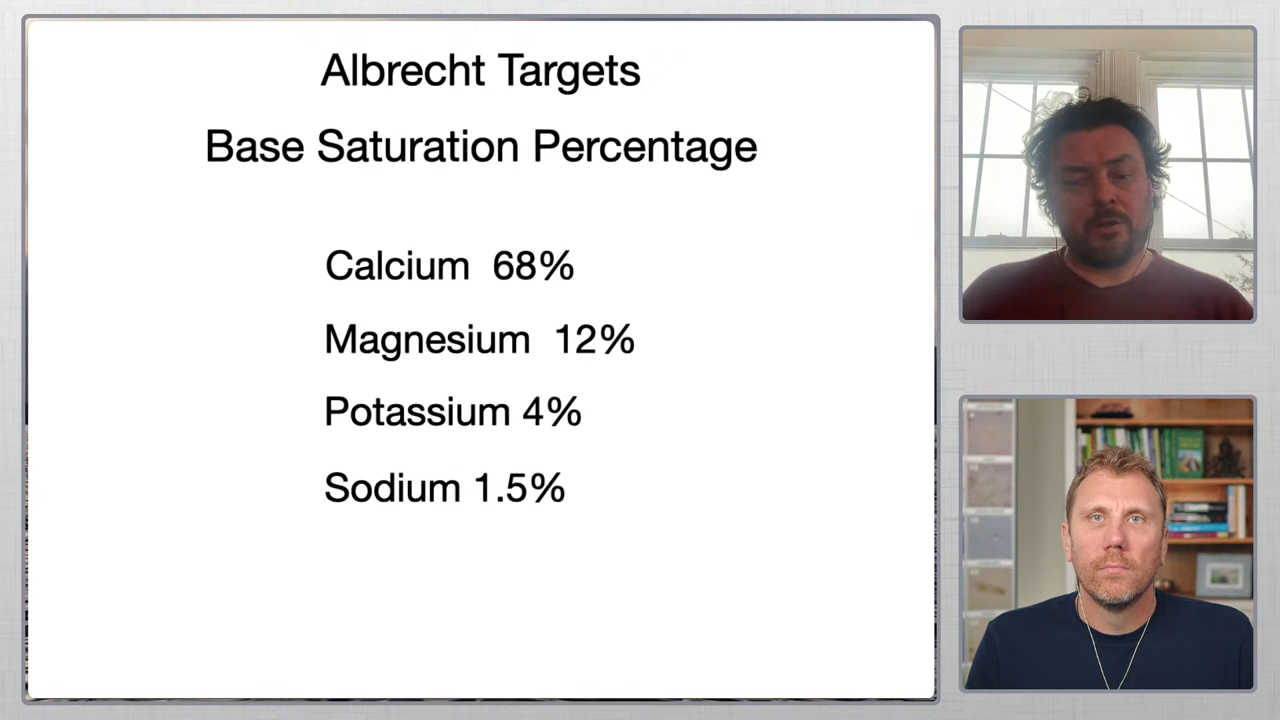 Albrecht Targets
Base Saturation Percentage
Calcium 68%
Magnesium 12%
Potassium 4%
Sodium 1.5%